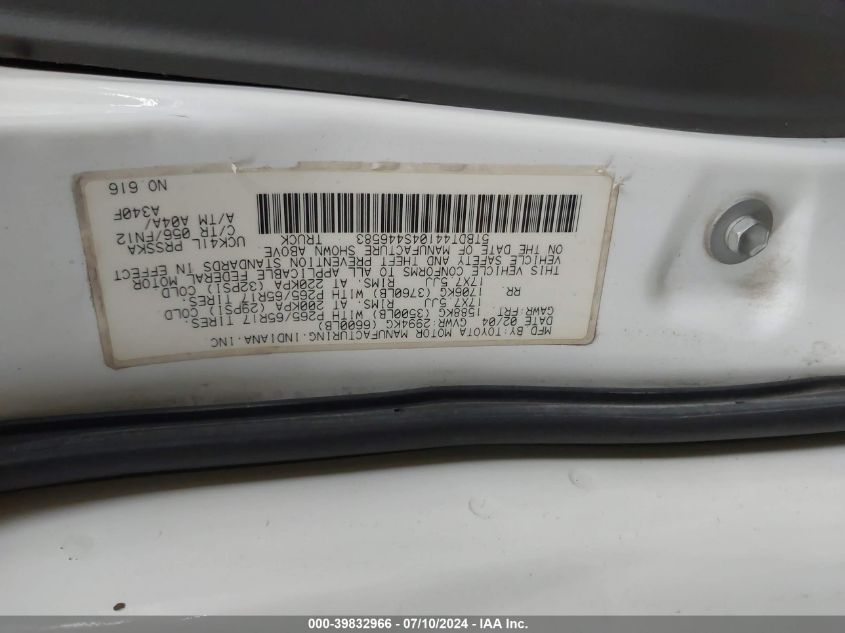 MFD BY:TOYOTA MOTOR MANUFACTURING.INDIANA.INC
DATE 02/04 GVWR:2994KG (6600LB)
GAWR:FRT 1588KG (3500LB) WITH P265/65R17 TIRES.
17X7.5JJ RIMS. AT 200KPA (29PSI) COLD
RR. 1706KG (3760LB) WITH P265/65R17 TIRES.
17X7.5JJ RIMS. AT 220KPA (32PSI) COLD
THIS VEHICLE CONFORMS TO ALL APPLICABLE FEDERAL MOTOR
VEHICLE SAFETY AND THEFT PREVENTION STANDARDS IN EFFECT
ON THE DATE OF MANUFACTURE SHOWN ABOVE.
5TBDT44104S446583 TRUCK
UCK41L
PRSSKA
C/TR 056/FN12
A/TM A04A/
A340F
NO.616
000-39832966 - 07/10/2024 - IAA Inc.